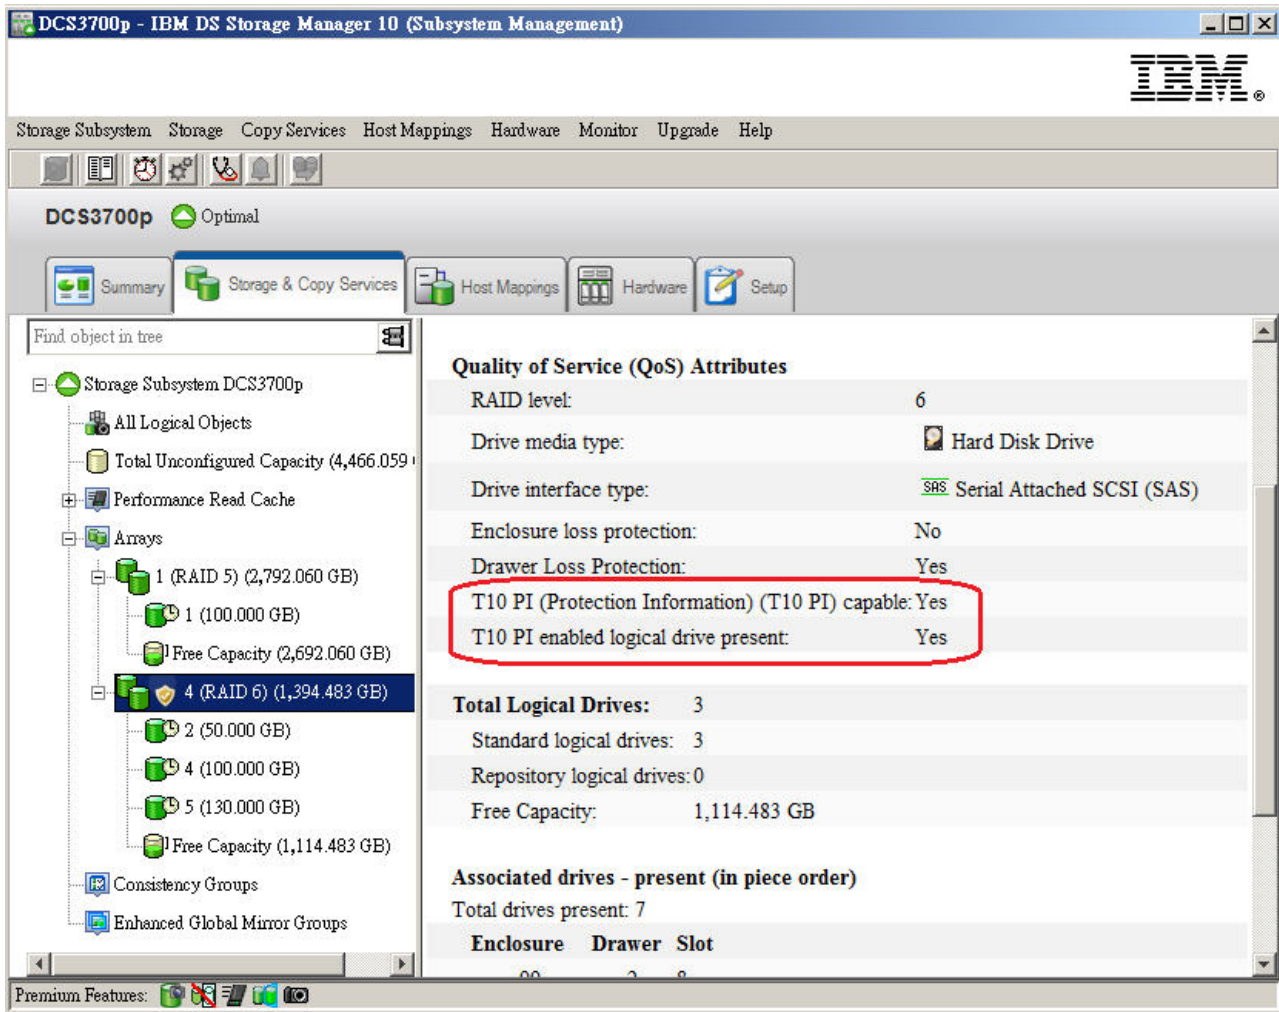 DCS3700p - IBM DS Storage Manager 10 (Subsystem Management)
IBM®
Storage Subsystem Storage Copy Services Host Mappings Hardware Monitor Upgrade Help
DCS3700p Optimal
Summary Storage & Copy Services Host Mappings Hardware Setup
Find object in tree
Storage Subsystem DCS3700p
All Logical Objects
Total Unconfigured Capacity (4,466.059
Performance Read Cache
Arrays
1 (RAID 5) (2,792.060 GB)
1 (100.000 GB)
Free Capacity (2,692.060 GB)
4 (RAID 6) (1,394.483 GB)
2 (50.000 GB)
4 (100.000 GB)
5 (130.000 GB)
Free Capacity (1,114.483 GB)
Consistency Groups
Enhanced Global Mirror Groups
Quality of Service (QoS) Attributes
RAID level: 6
Drive media type: Hard Disk Drive
Drive interface type: SAS Serial Attached SCSI (SAS)
Enclosure loss protection: No
Drawer Loss Protection: Yes
T10 PI (Protection Information) (T10 PI) capable: Yes
T10 PI enabled logical drive present: Yes
Total Logical Drives: 3
Standard logical drives: 3
Repository logical drives: 0
Free Capacity: 1,114.483 GB
Associated drives - present (in piece order)
Total drives present: 7
Enclosure Drawer Slot
Premium Features: